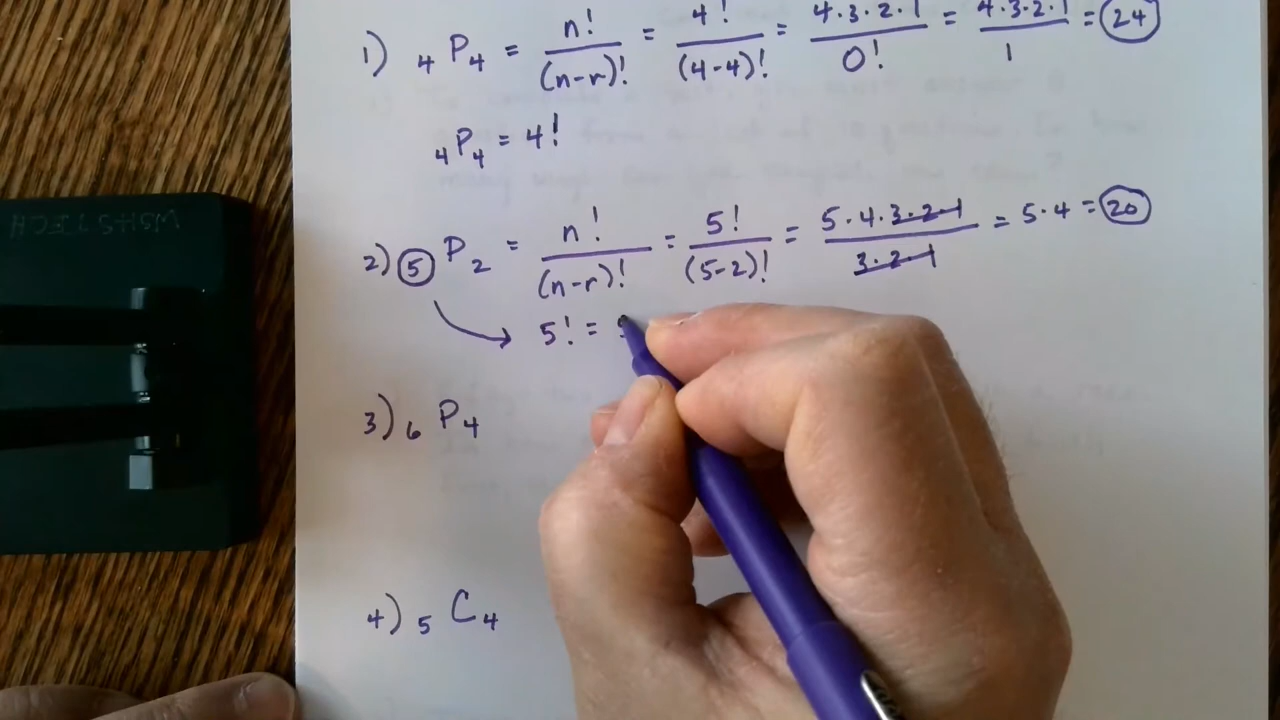 1) ₄P₄ = n!/(n-r)! = 4!/(4-4)! = 4·3·2·1/0! = 4·3·2·1/1 = 24
₄P₄ = 4!
2) ₅P₂ = n!/(n-r)! = 5!/(5-2)! = 5·4·3·2·1/3·2·1 = 5·4 = 20
5! =
3) ₆P₄
4) ₅C₄